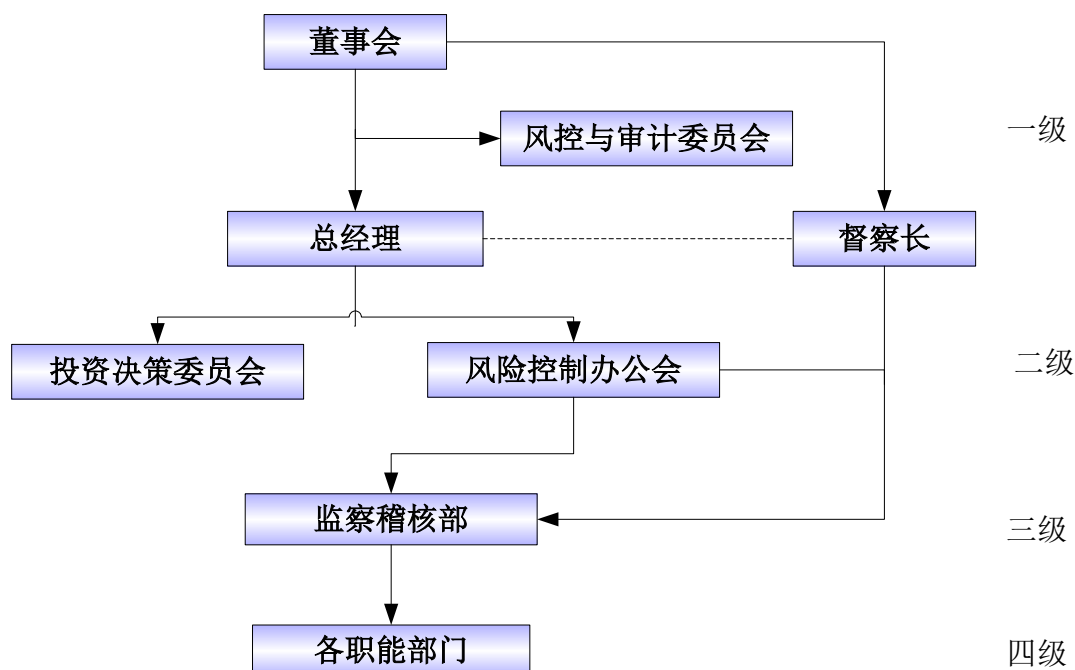 董事会
风控与审计委员会
一级
总经理
督察长
投资决策委员会
风险控制办公会
二级
监察稽核部
三级
各职能部门
四级